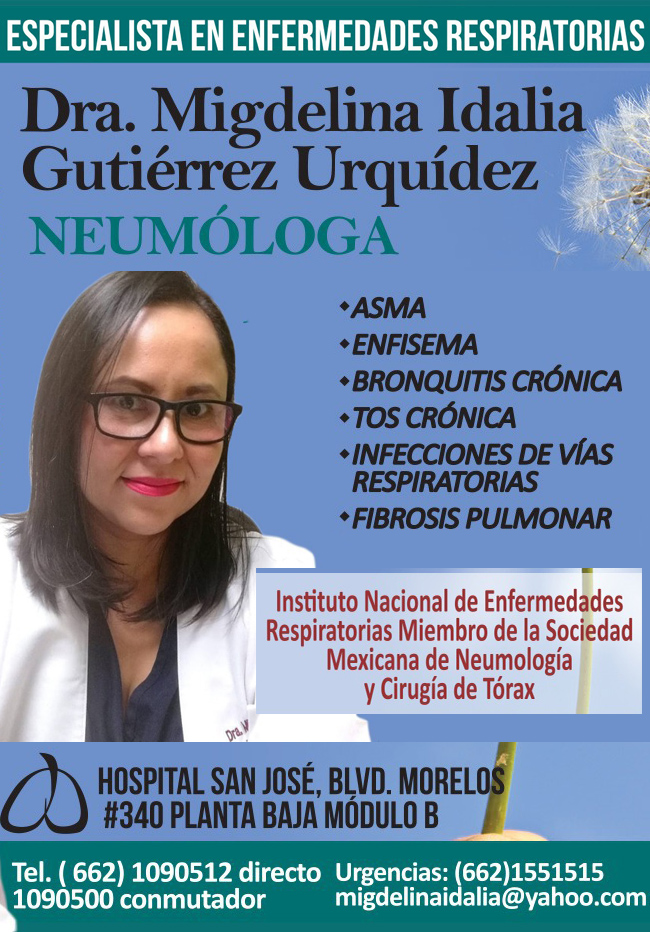 ESPECIALISTA EN ENFERMEDADES RESPIRATORIAS
Dra. Migdelina Idalia
Gutiérrez Urquídez
NEUMÓLOGA
ASMA
ENFISEMA
BRONQUITIS CRÓNICA
TOS CRÓNICA
INFECCIONES DE VÍAS
RESPIRATORIAS
FIBROSIS PULMONAR
Instituto Nacional de Enfermedades
Respiratorias Miembro de la Sociedad
Mexicana de Neumología
y Cirugía de Tórax
Dra.
HOSPITAL SAN JOSÉ, BLVD. MORELOS
#340 PLANTA BAJA MÓDULO B
Tel. ( 662) 1090512 directo
1090500 conmutador
Urgencias: (662)1551515
migdelinaidalia@yahoo.com